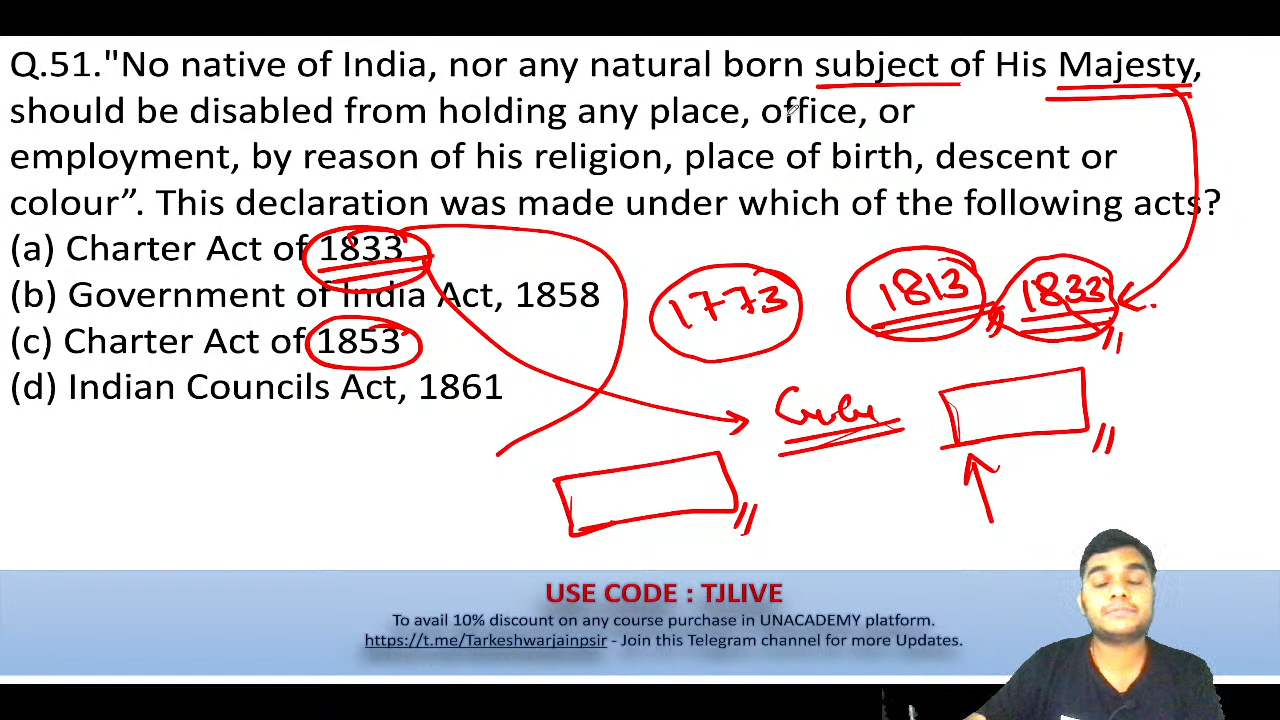 Q.51."No native of India, nor any natural born subject of His Majesty,
should be disabled from holding any place, office, or
employment, by reason of his religion, place of birth, descent or
colour”. This declaration was made under which of the following acts?
(a) Charter Act of 1833
(b) Government of India Act, 1858
(c) Charter Act of 1853
(d) Indian Councils Act, 1861
1773 1813 1833
USE CODE : TJLIVE
To avail 10% discount on any course purchase in UNACADEMY platform.
https://t.me/Tarkeshwarjainpsir - Join this Telegram channel for more Updates.